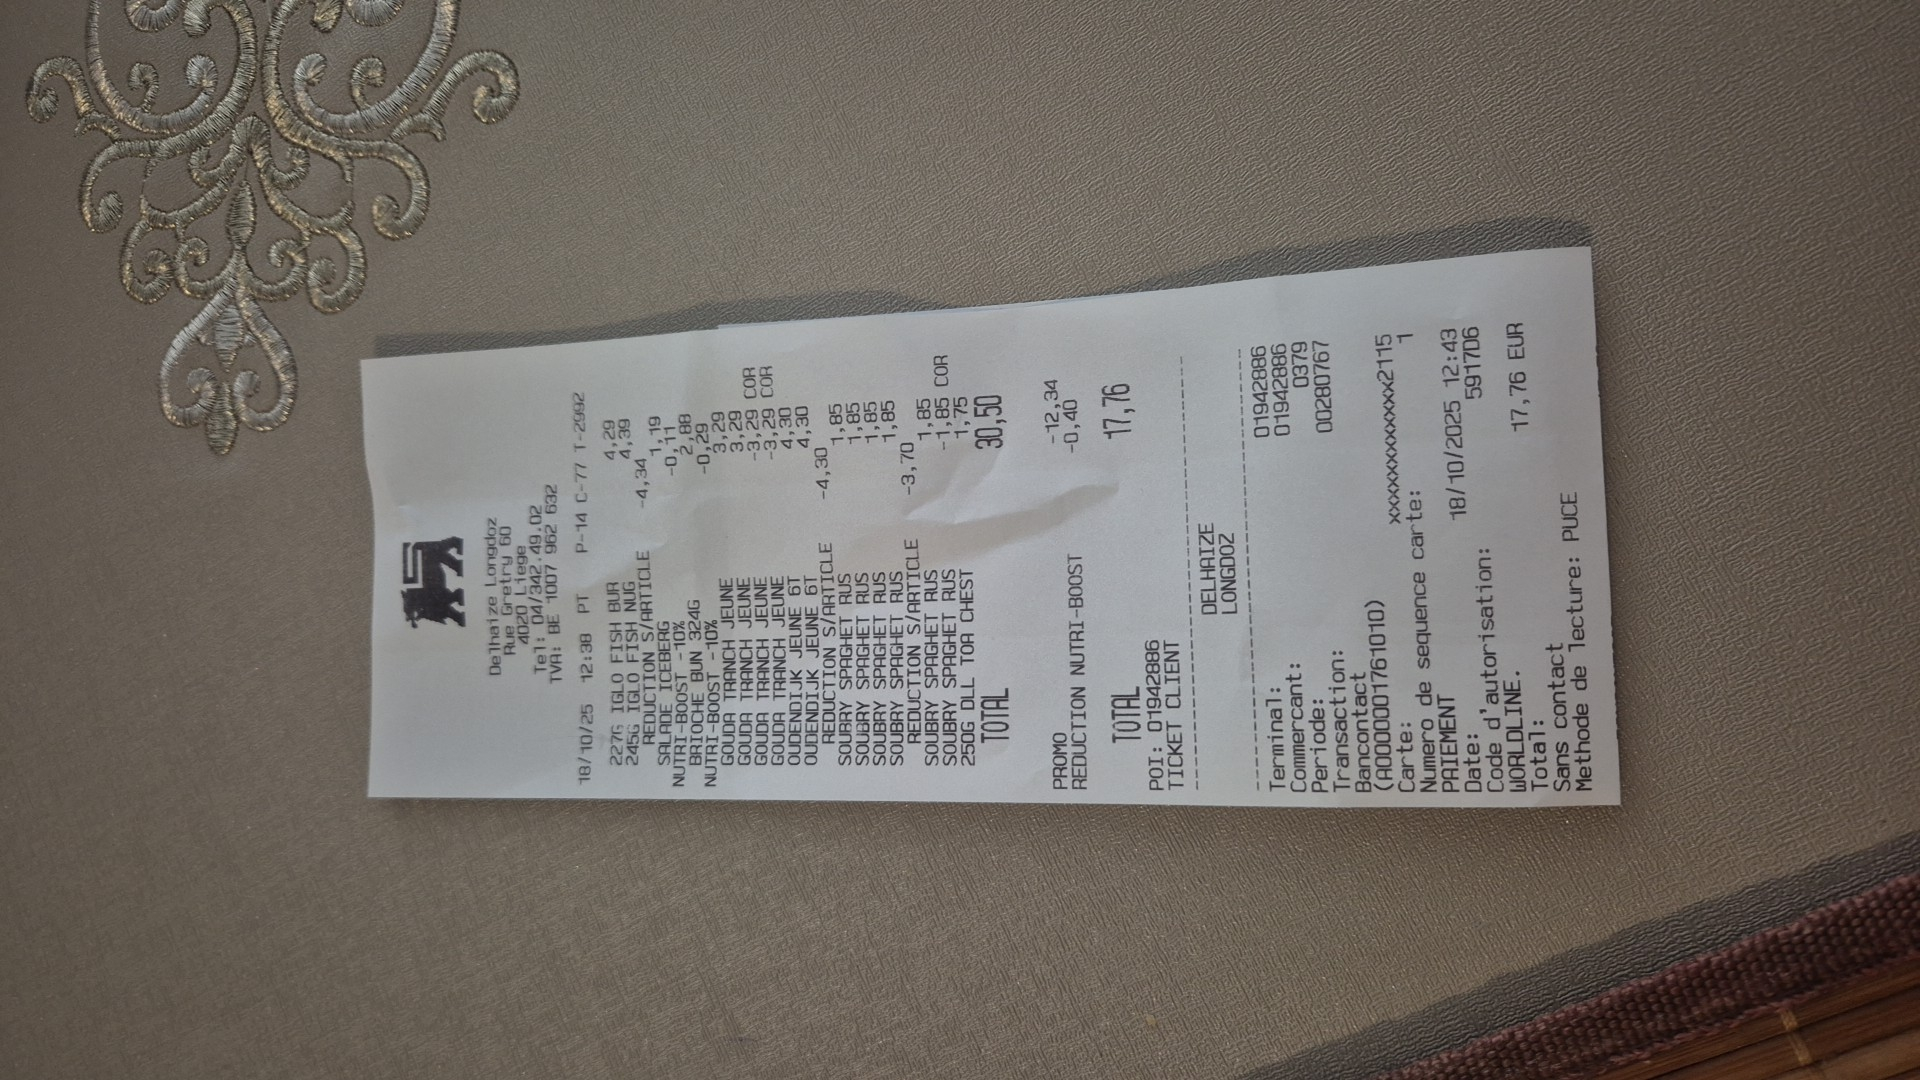 Delhaize Longdoz
Rue Gretry 60
4020 Liege
Tel: 04/342.49.02
TVA: BE 1007 962 632
18/10/25 12:38 PT P-14 C-77 T-2992
227G IGLO FISH BUR 4,29
245G IGLO FISH NUG 4,39
REDUCTION S/ARTICLE -4,34
SALADE ICEBERG 1,19
NUTRI-BOOST -10% -0,11
BRIOCHE BUN 324G 2,88
NUTRI-BOOST -10% -0,29
GOUDA TRANCH JEUNE 3,29
GOUDA TRANCH JEUNE 3,29
GOUDA TRANCH JEUNE -3,29 COR
GOUDA TRANCH JEUNE -3,29 COR
OUDENDIJK JEUNE 6T 4,30
OUDENDIJK JEUNE 6T 4,30
REDUCTION S/ARTICLE -4,30
SOUBRY SPAGHET RUS 1,85
SOUBRY SPAGHET RUS 1,85
SOUBRY SPAGHET RUS 1,85
SOUBRY SPAGHET RUS 1,85
REDUCTION S/ARTICLE -3,70
SOUBRY SPAGHET RUS 1,85
SOUBRY SPAGHET RUS -1,85 COR
250G DLL TOA CHEST 1,75
TOTAL 30,50
PROMO -12,34
REDUCTION NUTRI-BOOST -0,40
TOTAL 17,76
POI: 01942886
TICKET CLIENT
DELHAIZE
LONGDOZ
Terminal: 01942886
Commercant: 01942886
Periode: 0379
Transaction: 00280767
Bancontact
(A000001761010)
Carte: xxxxxxxxxxxxx2115
Numero de sequence carte: 1
PAIEMENT
Date: 18/10/2025 12:43
Code d'autorisation: 5917D6
WORLDLINE.
Total: 17,76 EUR
Sans contact
Methode de lecture: PUCE